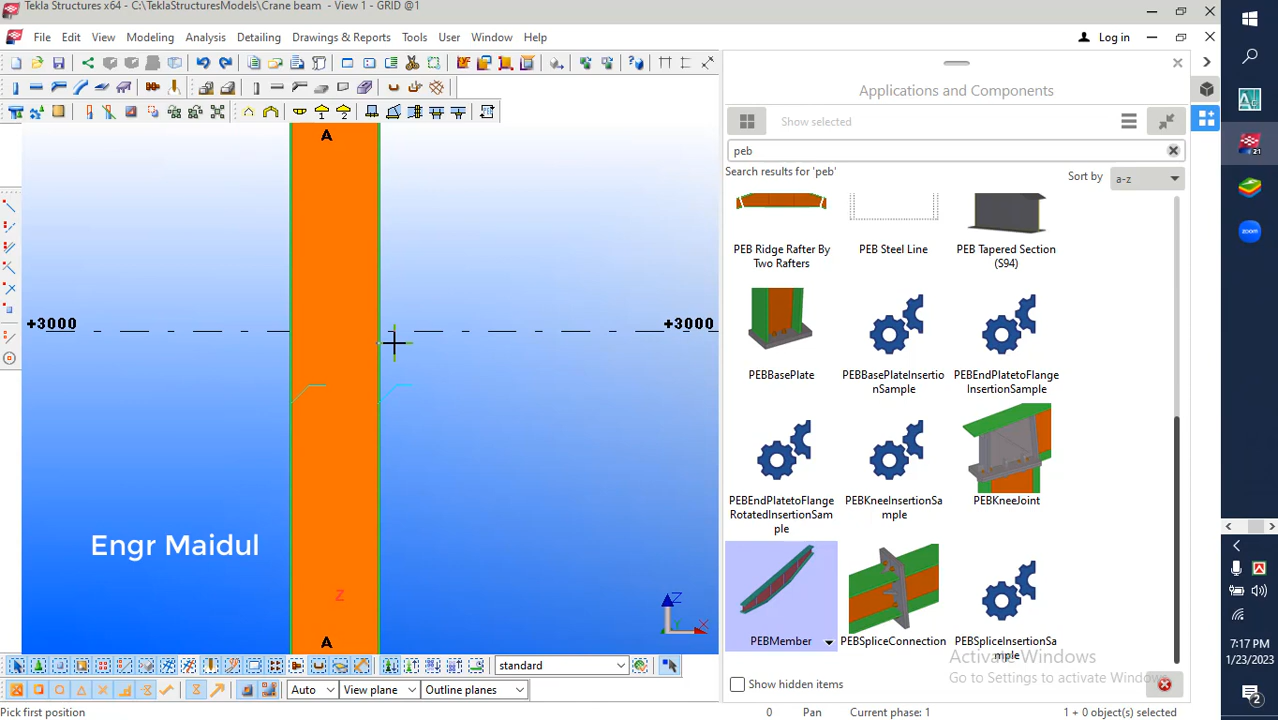 Tekla Structures x64 - C:\TeklaStructuresModels\Crane beam - View 1 - GRID @1
File Edit View Modeling Analysis Detailing Drawings & Reports Tools User Window Help
Log in
Applications and Components
Show selected
peb
Search results for 'peb'
Sort by
a-z
PEB Ridge Rafter By Two Rafters
PEB Steel Line
PEB Tapered Section (S94)
PEBBasePlate
PEBBasePlateInsertionSample
PEBEndPlatetoFlangeInsertionSample
PEBEndPlatetoFlangeRotatedInsertionSample
PEBKneeInsertionSample
PEBKneeJoint
PEBMember
PEBSpliceConnection
PEBSpliceInsertionSample
Show hidden items
Activate Windows
Go to Settings to activate Windows.
A
+3000
+3000
Engr Maidul
Z
A
Z
Y
X
1
2
standard
Auto
View plane
Outline planes
Pick first position
0
Pan
Current phase: 1
1 + 0 object(s) selected
21
zoom
7:17 PM
1/23/2023
2